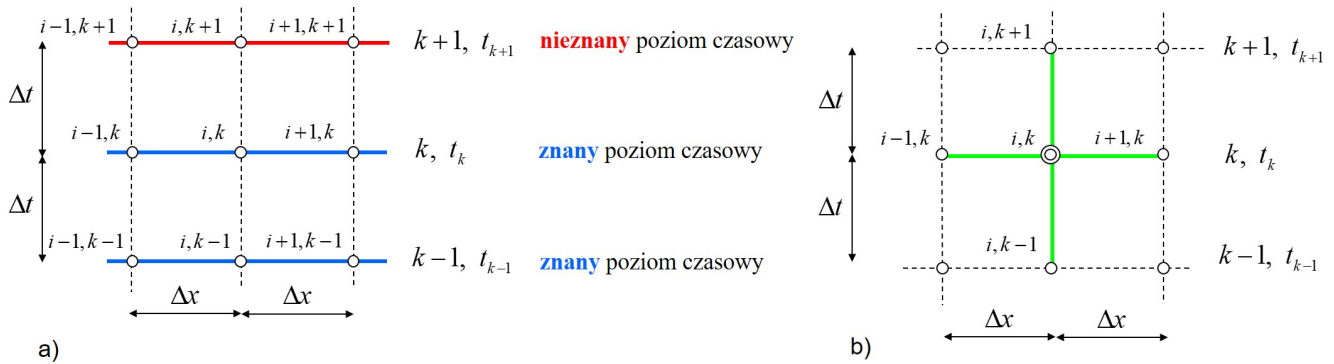 i−1,k+1 i,k+1 i+1,k+1 k+1, t_{k+1} nieznany poziom czasowy
Δt
i−1,k i,k i+1,k k, t_k znany poziom czasowy
Δt
i−1,k−1 i,k−1 i+1,k−1 k−1, t_{k−1} znany poziom czasowy
Δx Δx
a)
i,k+1 k+1, t_{k+1}
Δt
i−1,k i,k i+1,k k, t_k
Δt
i,k−1 k−1, t_{k−1}
Δx Δx
b)